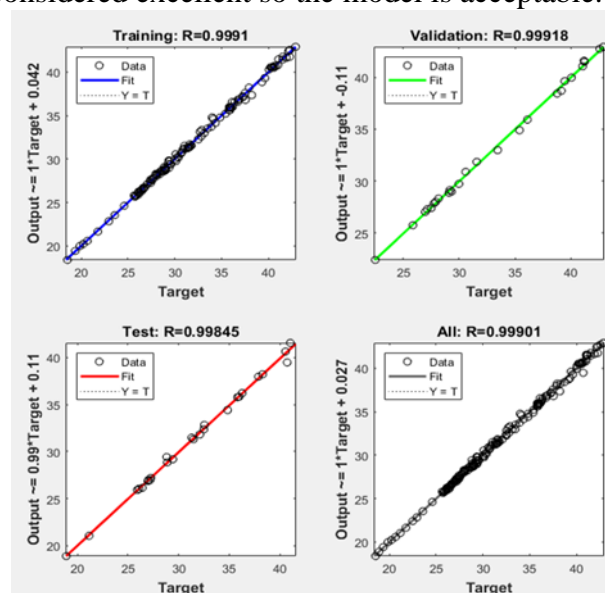 onsidered excellent so the model is acceptable.
Training: R=0.9991
Data
Fit
Y = T
Output ~= 1*Target + 0.042
40
35
30
25
20
20 25 30 35 40
Target
Validation: R=0.99918
Data
Fit
Y = T
Output ~= 1*Target + -0.11
40
35
30
25
25 30 35 40
Target
Test: R=0.99845
Data
Fit
Y = T
Output ~= 0.99*Target + 0.11
40
35
30
25
20
20 25 30 35 40
Target
All: R=0.99901
Data
Fit
Y = T
Output ~= 1*Target + 0.027
40
35
30
25
20
20 25 30 35 40
Target